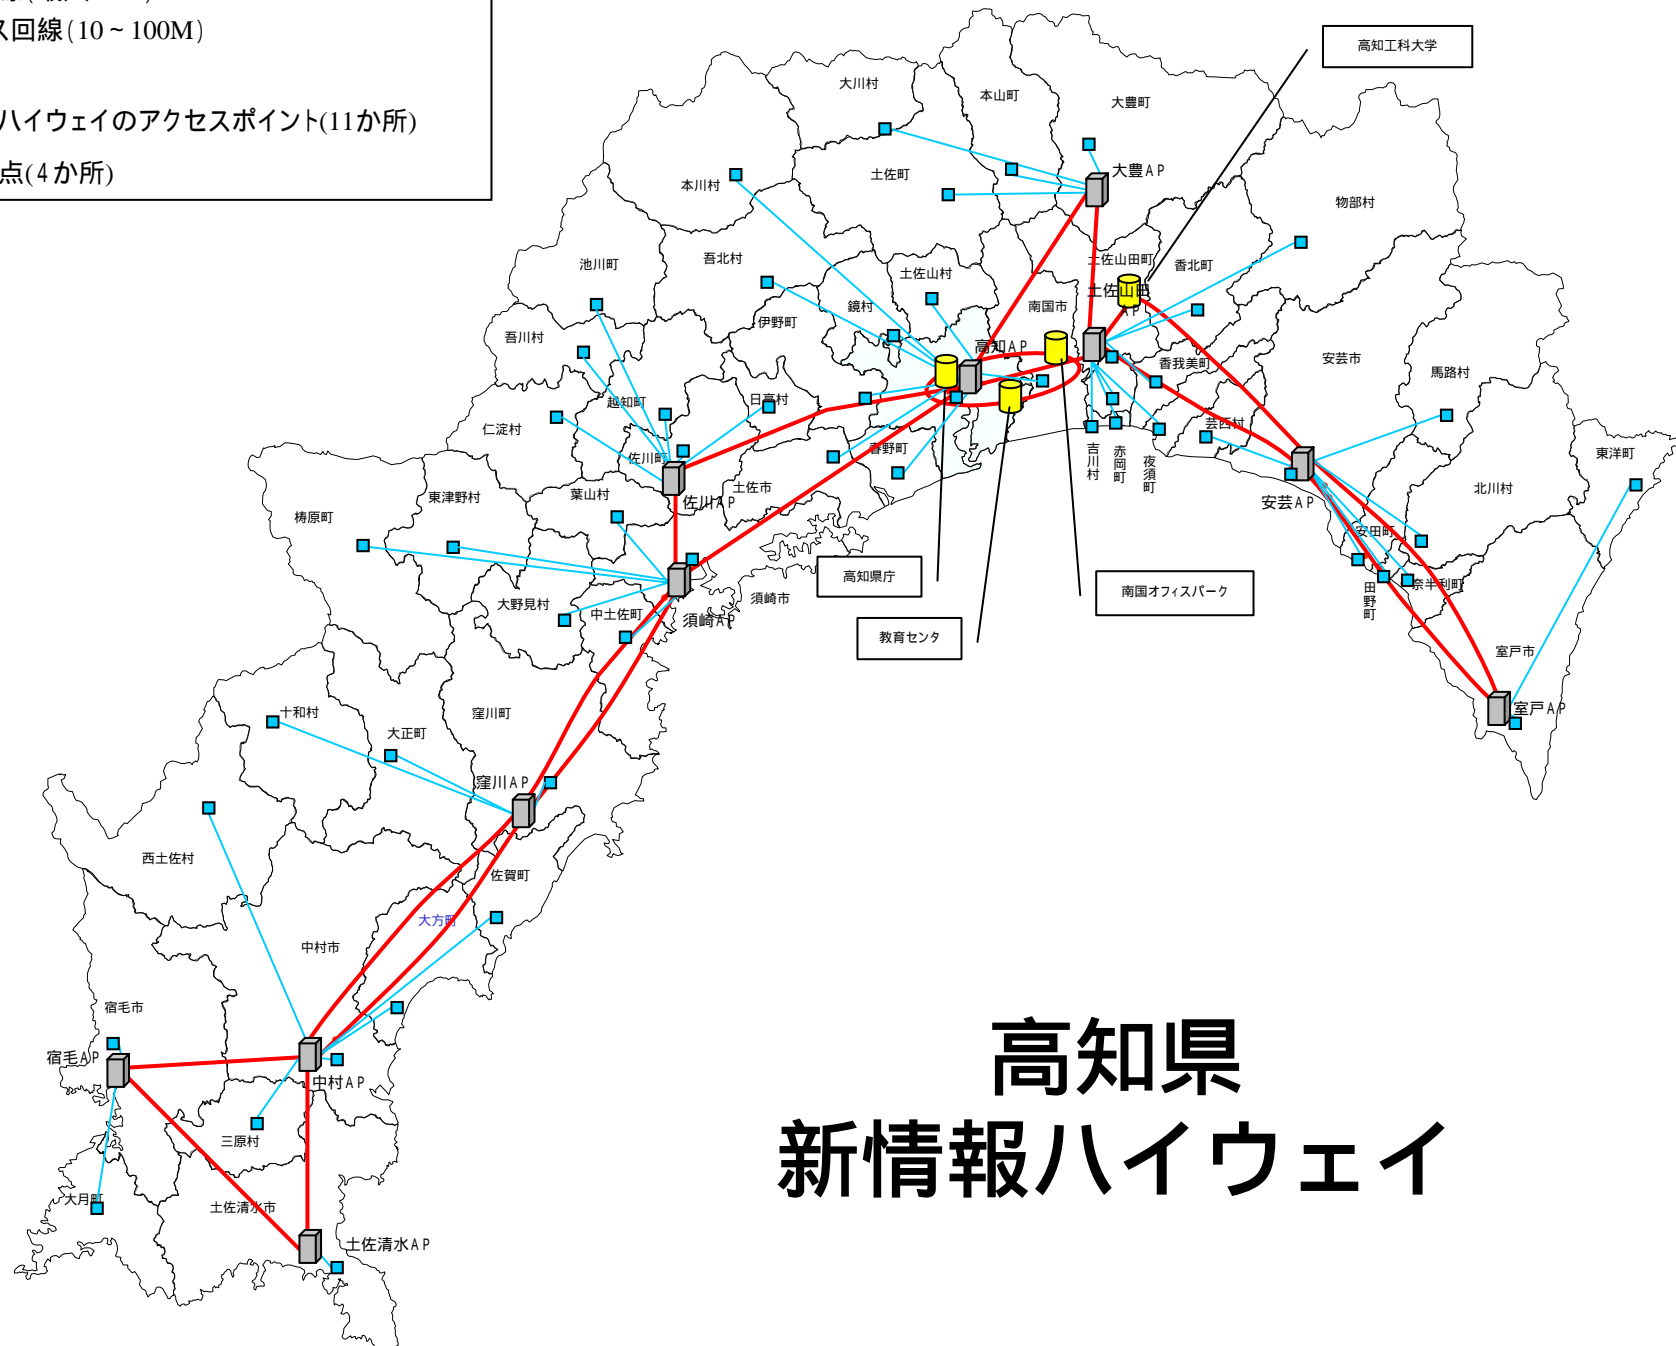 ス回線(10～100M)
ハイウェイのアクセスポイント(11か所)
点(4か所)
高知工科大学
大川村
本山町
大豊町
大豊AP
本川村
土佐町
物部村
池川町
吾北村
土佐山村
土佐山田町
香北町
鏡村
南国市
土佐山田
AP
吾川村
伊野町
高知AP
香我美町
安芸市
馬路村
越知町
日高村
仁淀村
佐川町
春野町
吉川村
赤岡町
夜須町
芸西村
東洋町
東津野村
葉山村
佐川AP
土佐市
安芸AP
北川村
梼原町
安田町
高知県庁
南国オフィスパーク
奈半利町
田野町
大野見村
中土佐町
須崎AP
須崎市
教育センタ
室戸市
室戸AP
十和村
大正町
窪川町
窪川AP
西土佐村
佐賀町
大方町
中村市
宿毛市
宿毛AP
中村AP
三原村
大月町
土佐清水市
土佐清水AP
高知県
新情報ハイウェイ